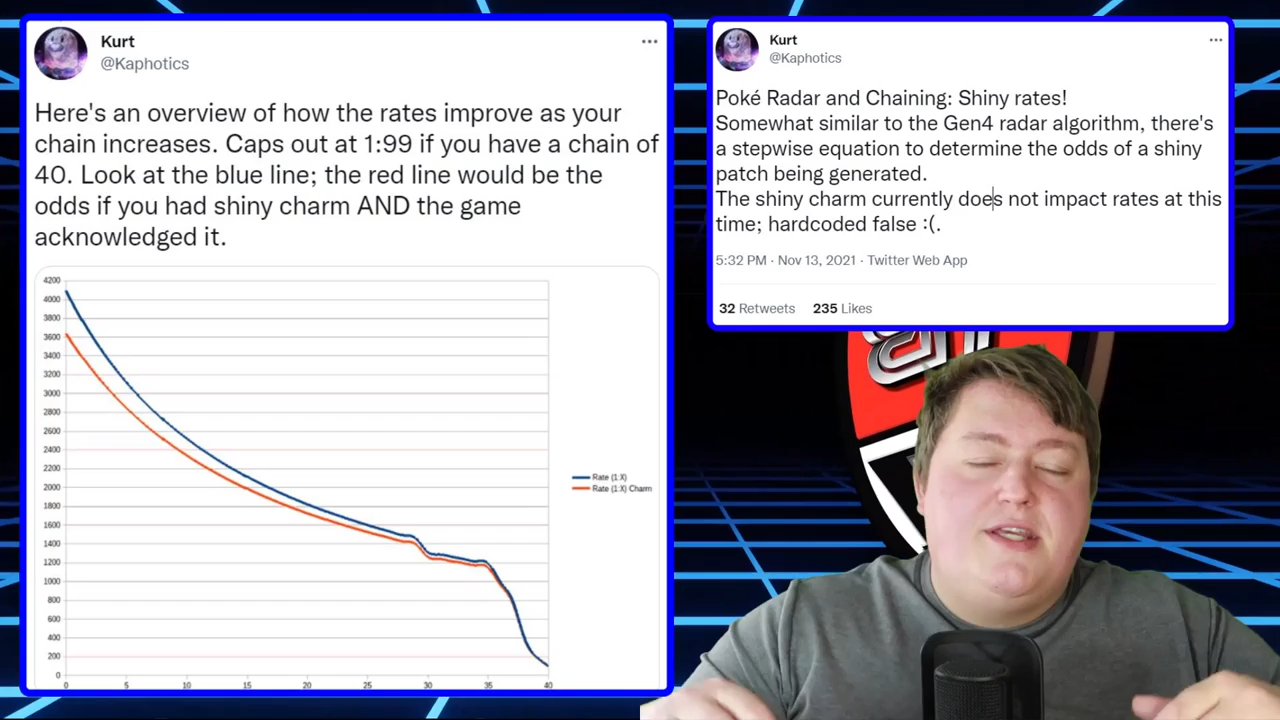 Kurt
@Kaphotics
Here's an overview of how the rates improve as your
chain increases. Caps out at 1:99 if you have a chain of
40. Look at the blue line; the red line would be the
odds if you had shiny charm AND the game
acknowledged it.
4200
4000
3800
3600
3400
3200
3000
2800
2600
2400
2200
2000
1800
1600
1400
1200
1000
800
600
400
200
0
0 5 10 15 20 25 30 35 40
Rate (1:X)
Rate (1:X) Charm
Kurt
@Kaphotics
Poké Radar and Chaining: Shiny rates!
Somewhat similar to the Gen4 radar algorithm, there's
a stepwise equation to determine the odds of a shiny
patch being generated.
The shiny charm currently does not impact rates at this
time; hardcoded false :(.
5:32 PM · Nov 13, 2021 · Twitter Web App
32 Retweets 235 Likes